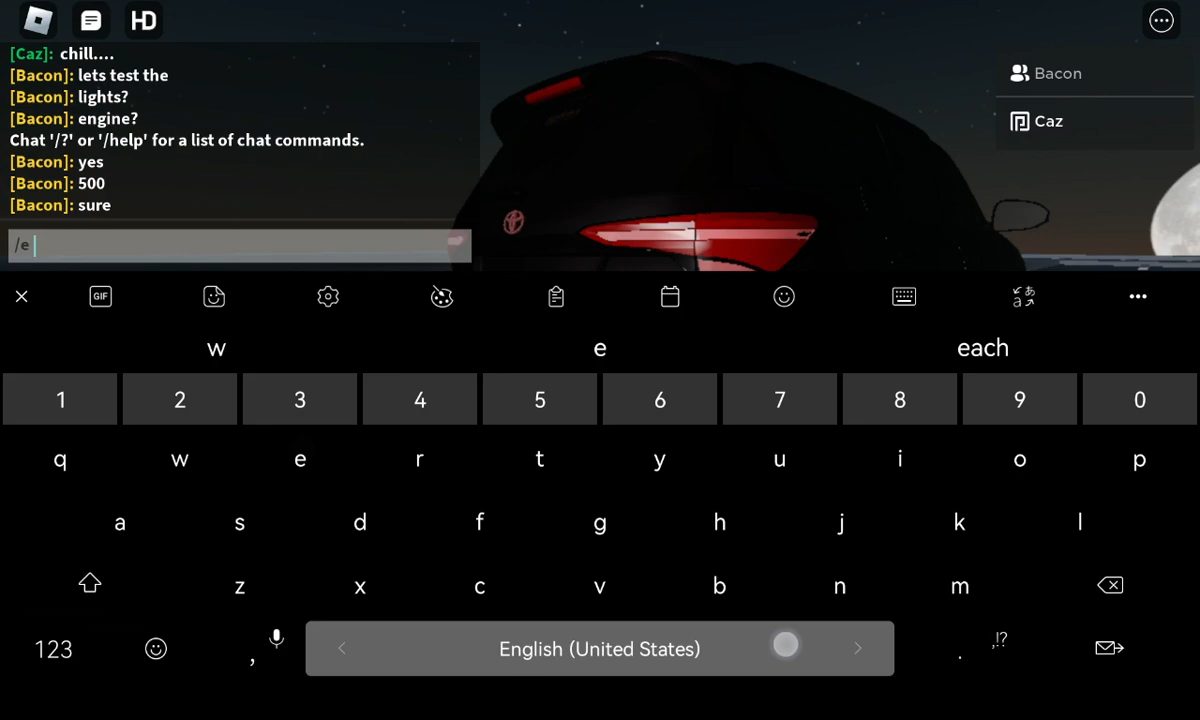 HD
[Caz]: chill....
[Bacon]: lets test the
[Bacon]: lights?
[Bacon]: engine?
Chat '/?' or '/help' for a list of chat commands.
[Bacon]: yes
[Bacon]: 500
[Bacon]: sure
/e
Bacon
Caz
GIF
w e each
1 2 3 4 5 6 7 8 9 0
q w e r t y u i o p
a s d f g h j k l
z x c v b n m
123 , < English (United States) > . ,!?